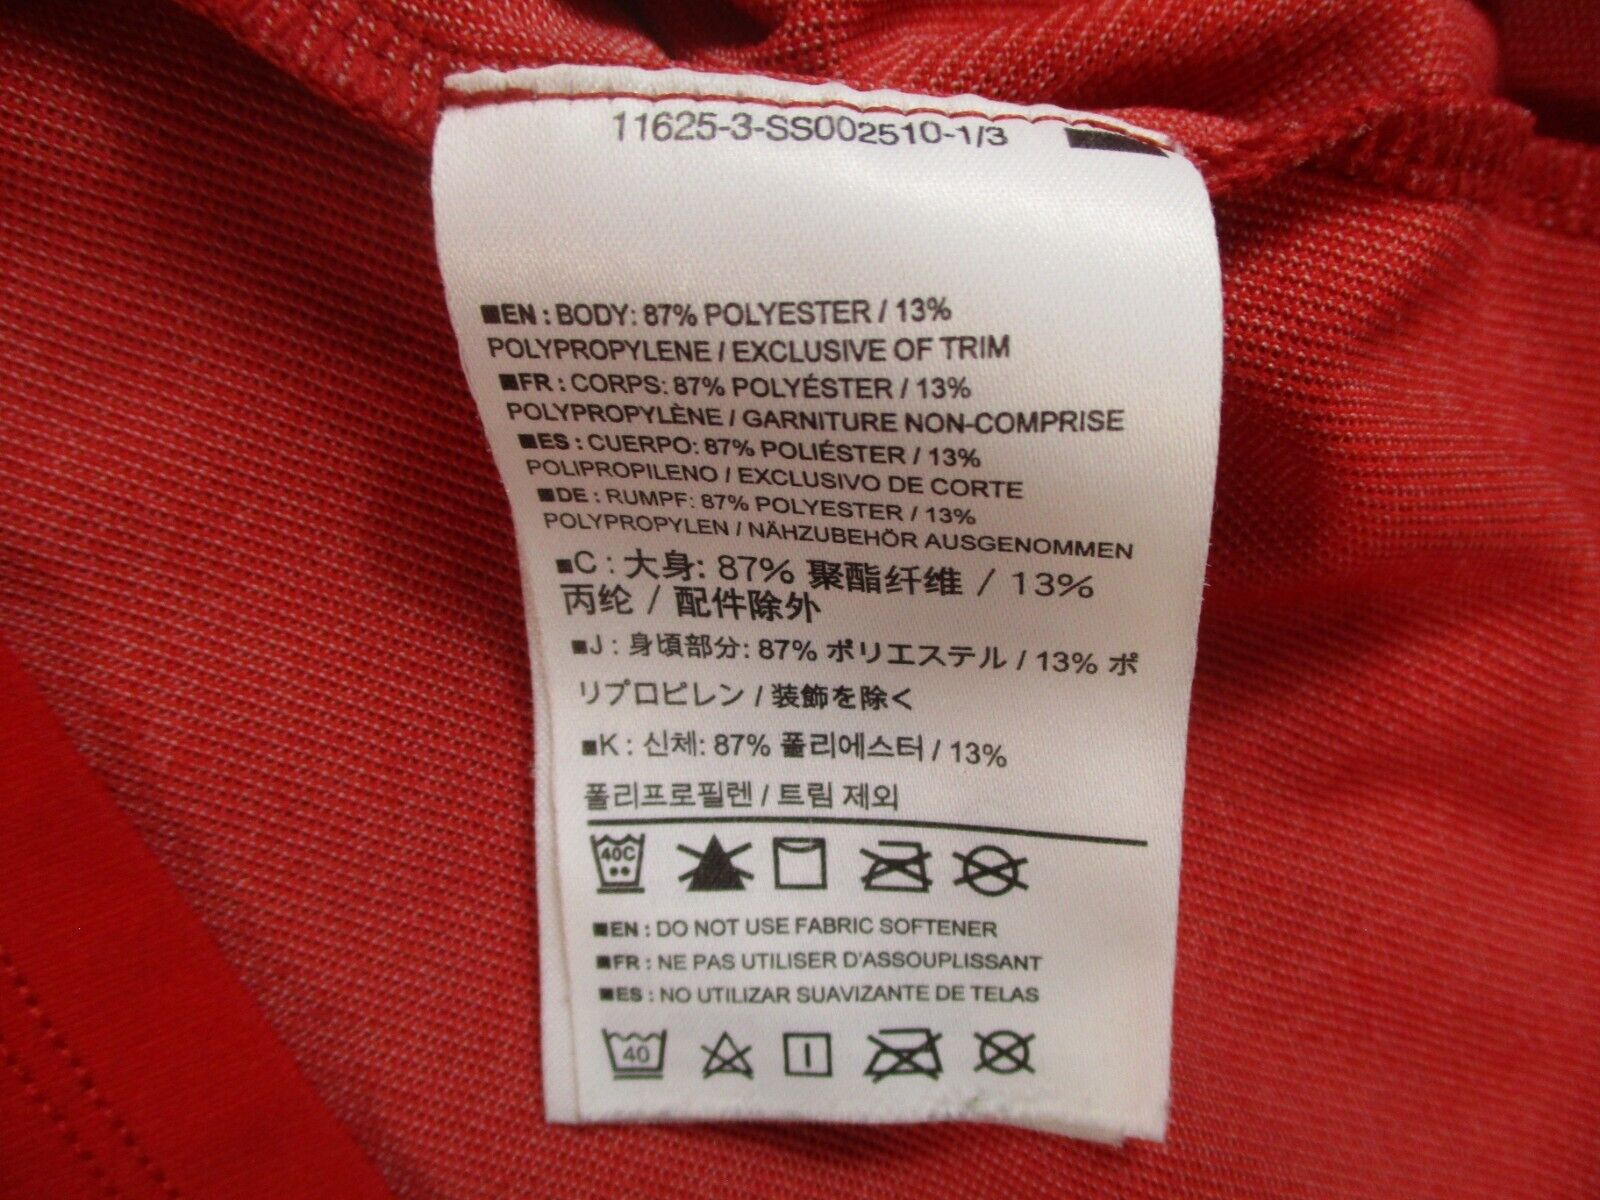 11625-3-SS002510-1/3
■EN : BODY: 87% POLYESTER / 13%
POLYPROPYLENE / EXCLUSIVE OF TRIM
■FR : CORPS: 87% POLYÉSTER / 13%
POLYPROPYLÈNE / GARNITURE NON-COMPRISE
■ES : CUERPO: 87% POLIÉSTER / 13%
POLIPROPILENO / EXCLUSIVO DE CORTE
■DE : RUMPF: 87% POLYESTER / 13%
POLYPROPYLEN / NÄHZUBEHÖR AUSGENOMMEN
■C : 大身: 87% 聚酯纤维 / 13%
丙纶 / 配件除外
■J : 身頃部分: 87% ポリエステル / 13% ポ
リプロピレン / 装飾を除く
■K : 신체: 87% 폴리에스터 / 13%
폴리프로필렌 / 트림 제외
40C
■EN : DO NOT USE FABRIC SOFTENER
■FR : NE PAS UTILISER D'ASSOUPLISSANT
■ES : NO UTILIZAR SUAVIZANTE DE TELAS
40